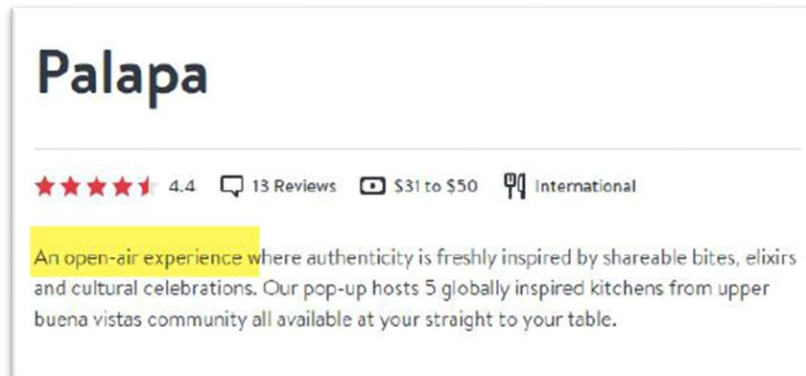 Palapa
4.4 13 Reviews $31 to $50 International
An open-air experience where authenticity is freshly inspired by shareable bites, elixirs
and cultural celebrations. Our pop-up hosts 5 globally inspired kitchens from upper
buena vistas community all available at your straight to your table.